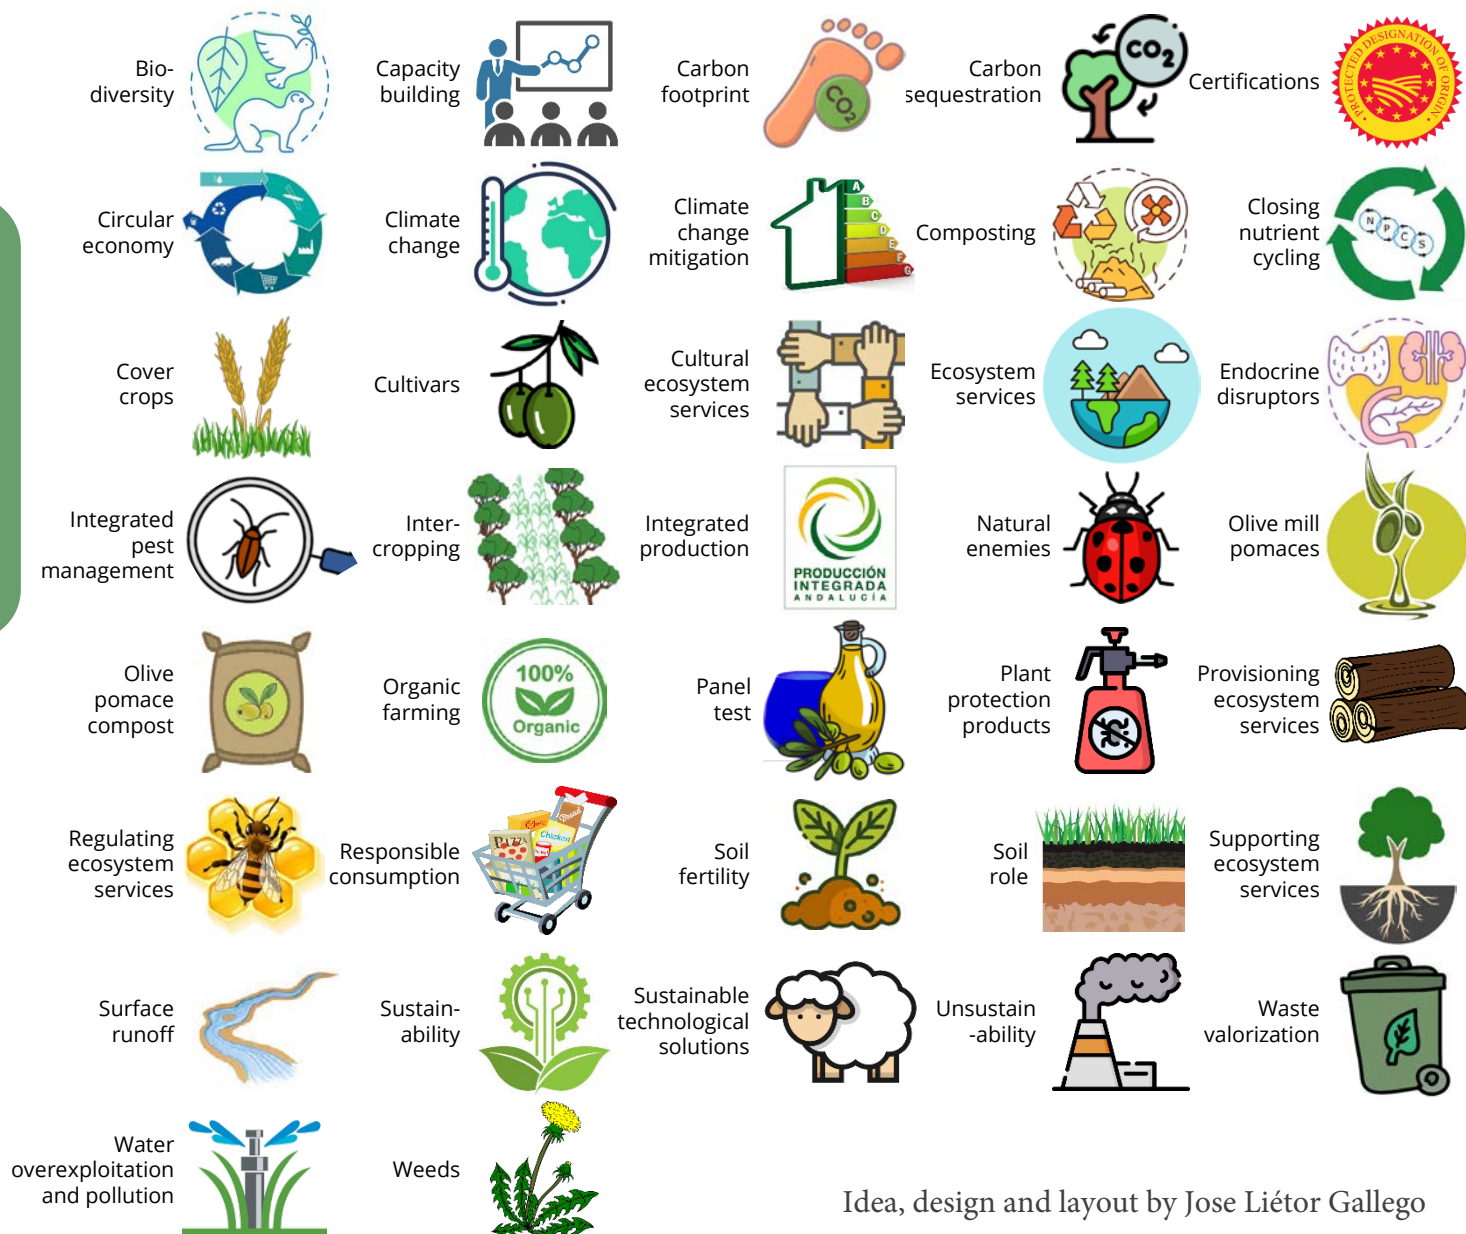 Bio-
diversity
Capacity
building
Carbon
footprint
CO2
Carbon
sequestration
CO2
Certifications
PROTECTED DESIGNATION OF ORIGIN
Circular
economy
Climate
change
Climate
change
mitigation
A
B
C
D
E
F
G
Composting
Closing
nutrient
cycling
N P C S
Cover
crops
Cultivars
Cultural
ecosystem
services
Ecosystem
services
Endocrine
disruptors
Integrated
pest
management
Inter-
cropping
Integrated
production
PRODUCCIÓN
INTEGRADA
ANDALUCÍA
Natural
enemies
Olive mill
pomaces
Olive
pomace
compost
Organic
farming
100%
Organic
Panel
test
Plant
protection
products
Provisioning
ecosystem
services
Regulating
ecosystem
services
Responsible
consumption
Pizza
Chicken
Soil
fertility
Soil
role
Supporting
ecosystem
services
Surface
runoff
Sustain-
ability
Sustainable
technological
solutions
Unsustain
-ability
Waste
valorization
Water
overexploitation
and pollution
Weeds
Idea, design and layout by Jose Liétor Gallego